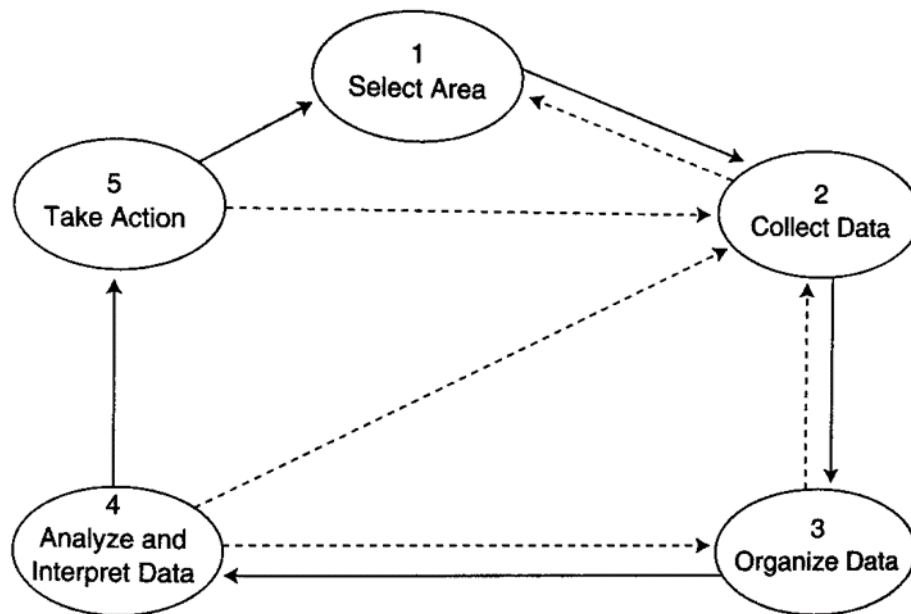 1
Select Area
2
Collect Data
3
Organize Data
4
Analyze and
Interpret Data
5
Take Action